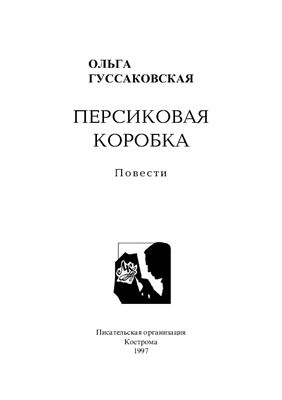 ОЛЬГА
ГУССАКОВСКАЯ
ПЕРСИКОВАЯ
КОРОБКА
Повести
Писательская организация
Кострома
1997